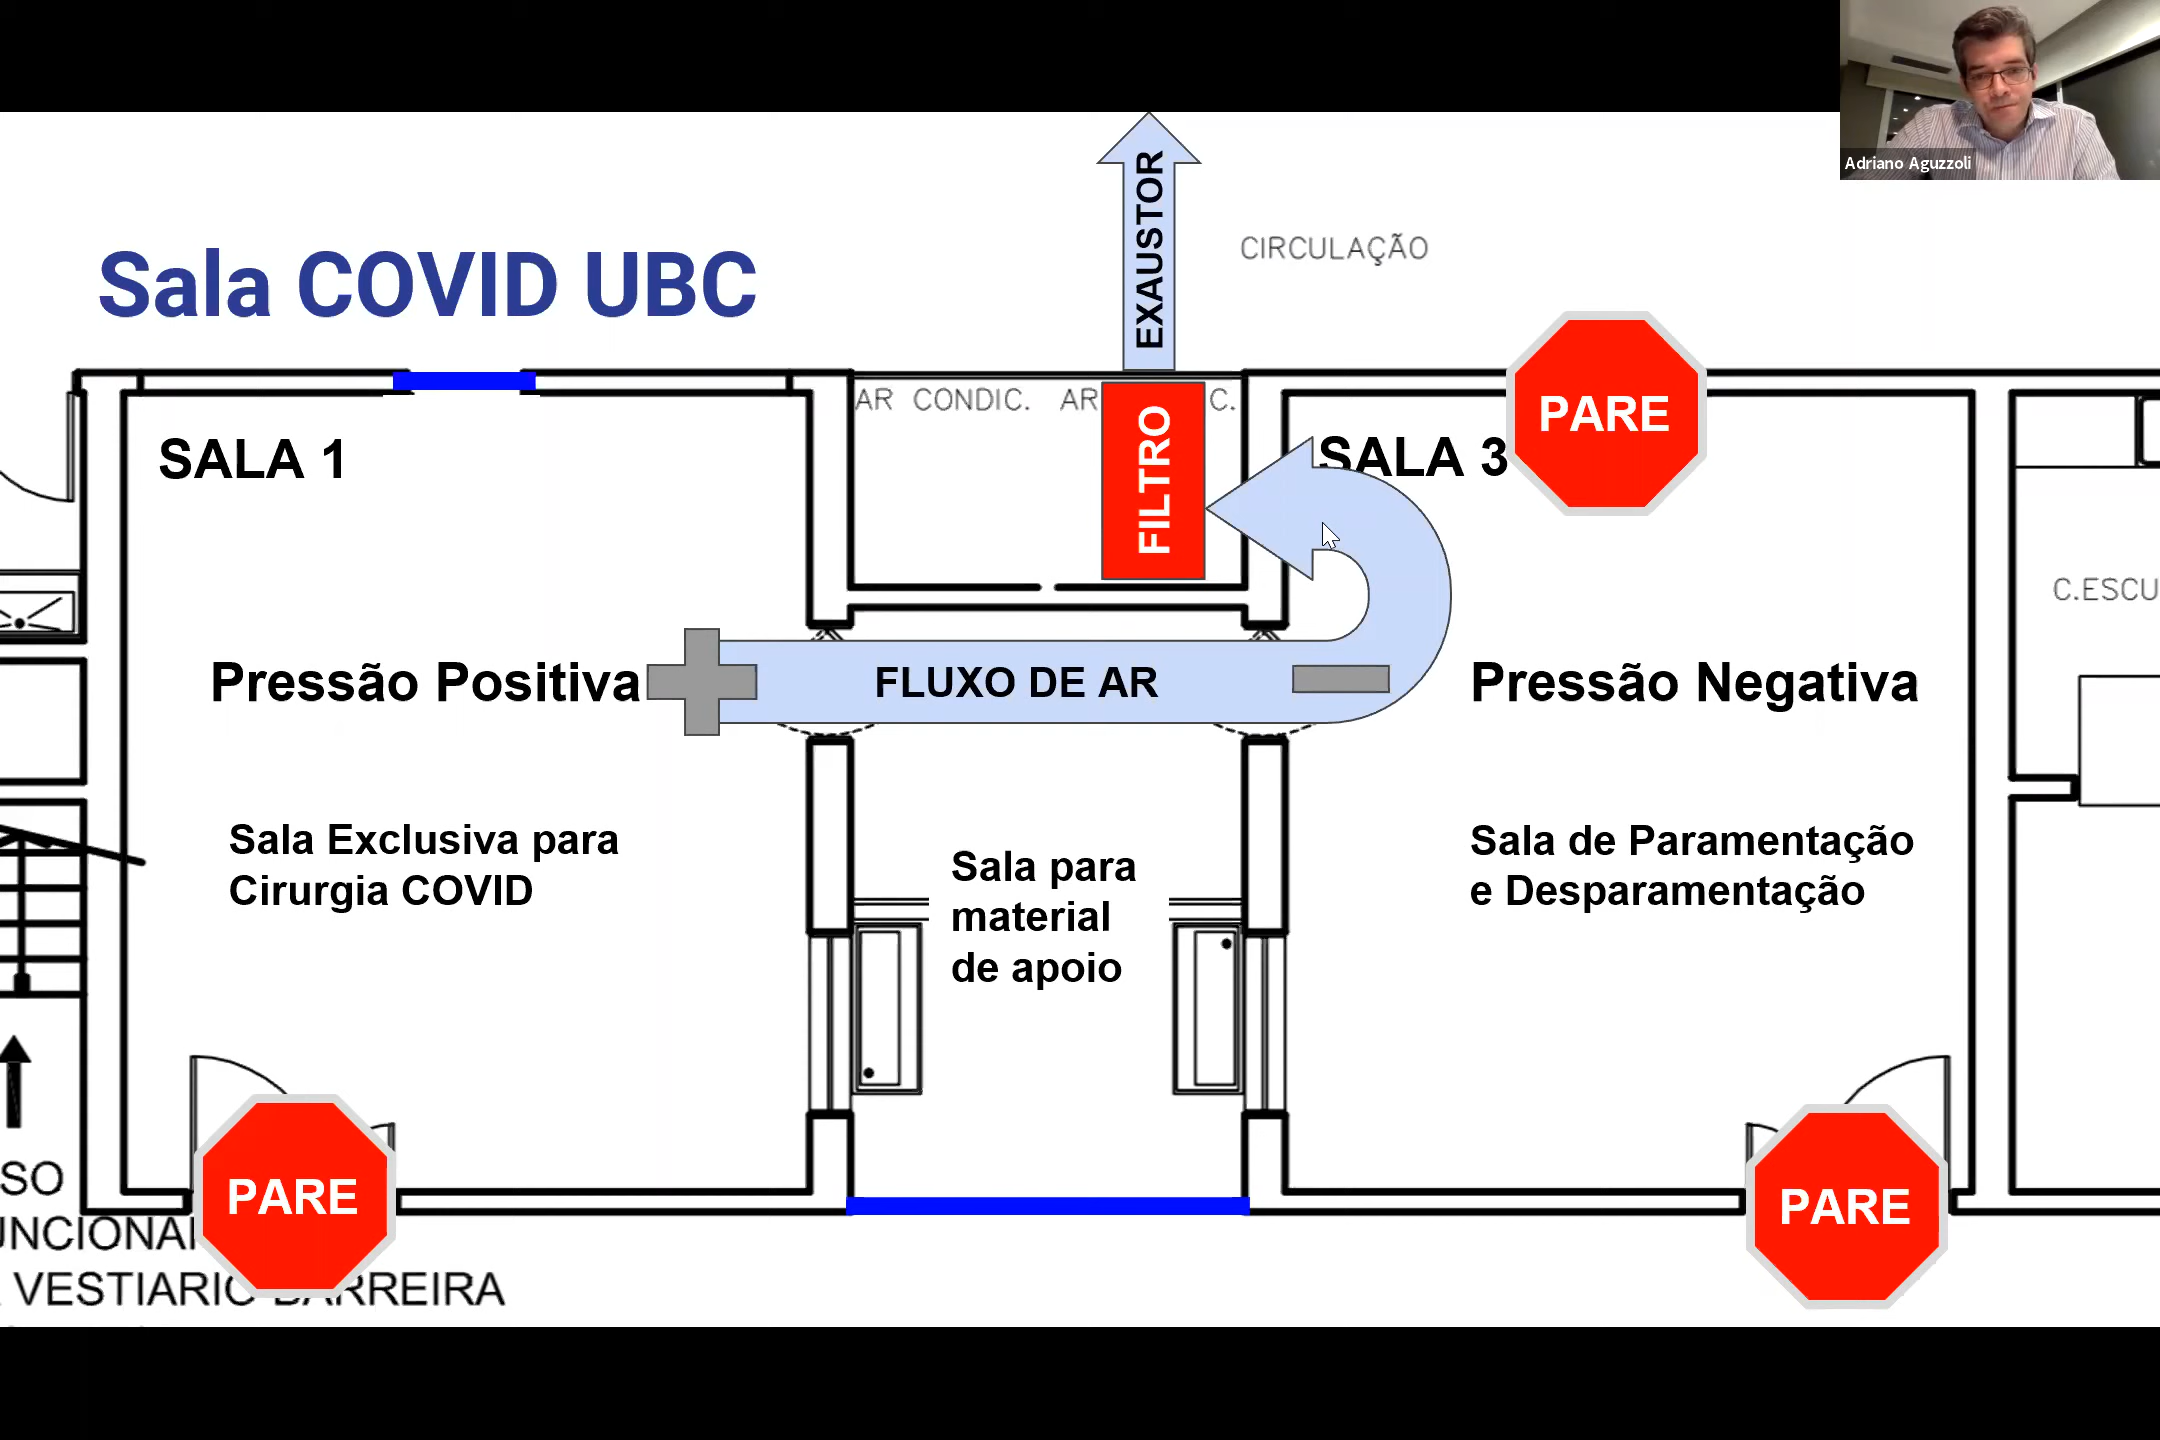 Adriano Aguzzoli
EXAUSTOR
CIRCULAÇÃO
Sala COVID UBC
AR CONDIC. AR C.
FILTRO
SALA 1
SALA 3
PARE
C.ESCU
Pressão Positiva
FLUXO DE AR
Pressão Negativa
Sala Exclusiva para
Cirurgia COVID
Sala para
material
de apoio
Sala de Paramentação
e Desparamentação
PARE
PARE
SO
UNCIONA
VESTIARIO BARREIRA